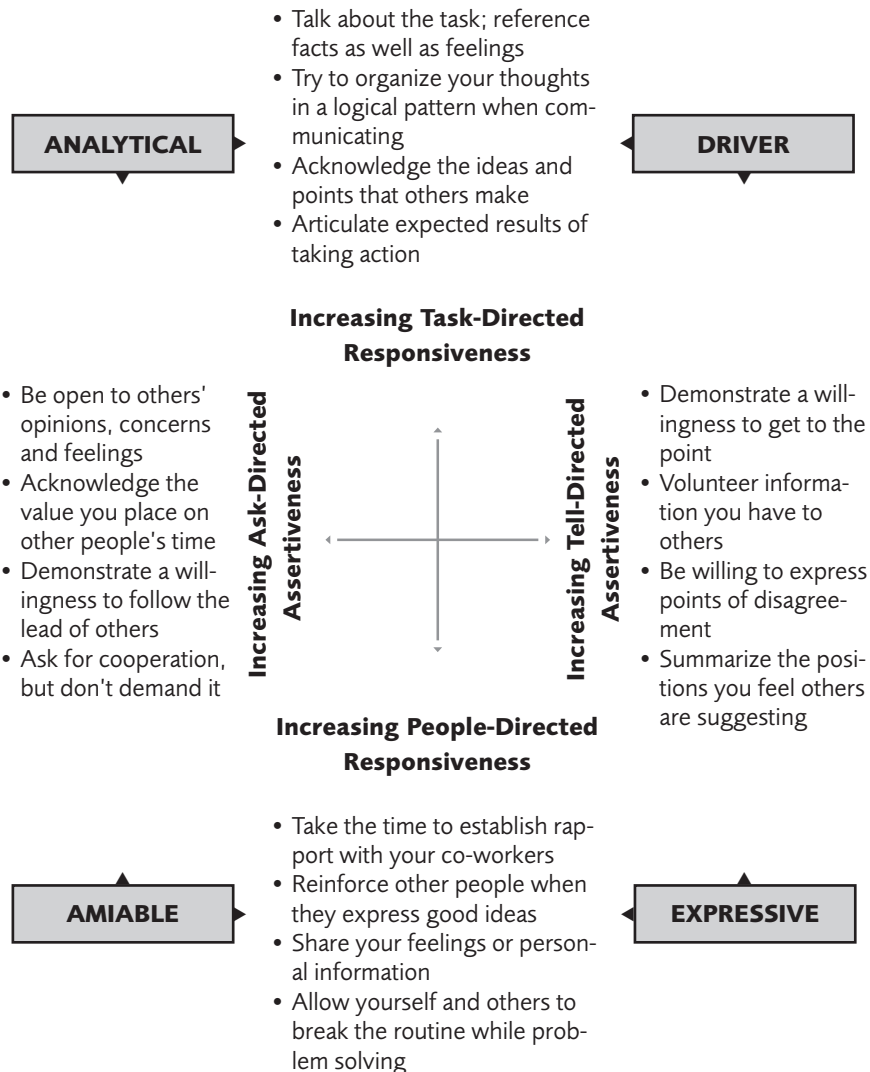 • Talk about the task; reference
facts as well as feelings
• Try to organize your thoughts
in a logical pattern when com-
municating
• Acknowledge the ideas and
points that others make
• Articulate expected results of
taking action
ANALYTICAL
DRIVER
Increasing Task-Directed
Responsiveness
• Be open to others'
opinions, concerns
and feelings
• Acknowledge the
value you place on
other people's time
• Demonstrate a will-
ingness to follow the
lead of others
• Ask for cooperation,
but don't demand it
Increasing Ask-Directed
Assertiveness
Increasing Tell-Directed
Assertiveness
• Demonstrate a will-
ingness to get to the
point
• Volunteer informa-
tion you have to
others
• Be willing to express
points of disagree-
ment
• Summarize the posi-
tions you feel others
are suggesting
Increasing People-Directed
Responsiveness
• Take the time to establish rap-
port with your co-workers
• Reinforce other people when
they express good ideas
• Share your feelings or person-
al information
• Allow yourself and others to
break the routine while prob-
lem solving
AMIABLE
EXPRESSIVE